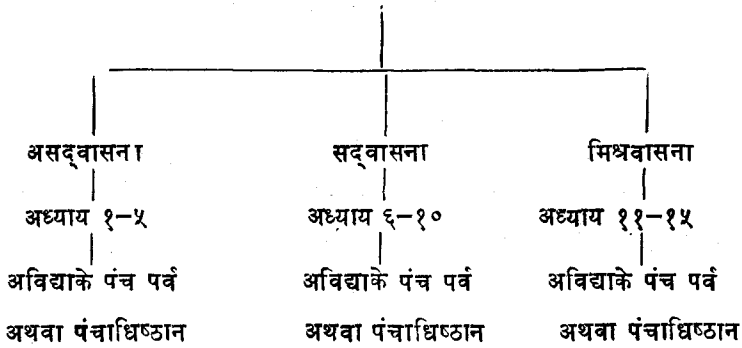 असद्‌वासना सद्‌वासना मिश्रवासना
अध्याय १–५ अध्याय ६–१० अध्याय ११–१५
अविद्याके पंच पर्व अविद्याके पंच पर्व अविद्याके पंच पर्व
अथवा पंचाधिष्ठान अथवा पंचाधिष्ठान अथवा पंचाधिष्ठान